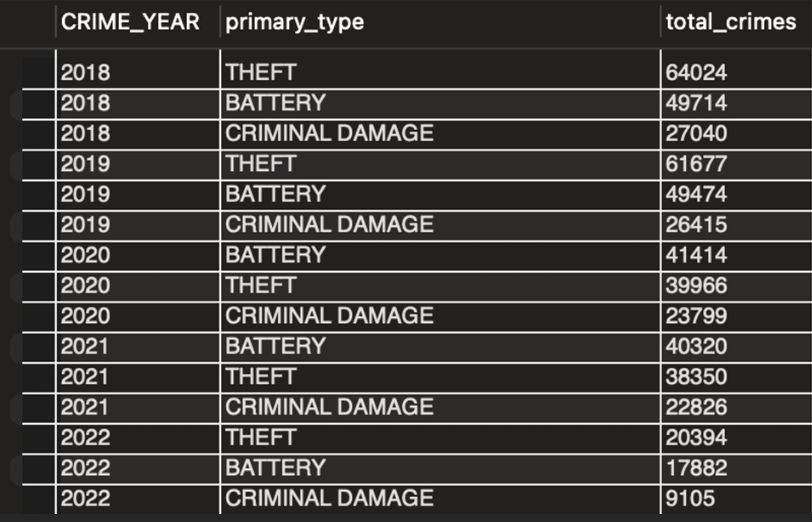 CRIME_YEAR primary_type total_crimes
2018 THEFT 64024
2018 BATTERY 49714
2018 CRIMINAL DAMAGE 27040
2019 THEFT 61677
2019 BATTERY 49474
2019 CRIMINAL DAMAGE 26415
2020 BATTERY 41414
2020 THEFT 39966
2020 CRIMINAL DAMAGE 23799
2021 BATTERY 40320
2021 THEFT 38350
2021 CRIMINAL DAMAGE 22826
2022 THEFT 20394
2022 BATTERY 17882
2022 CRIMINAL DAMAGE 9105